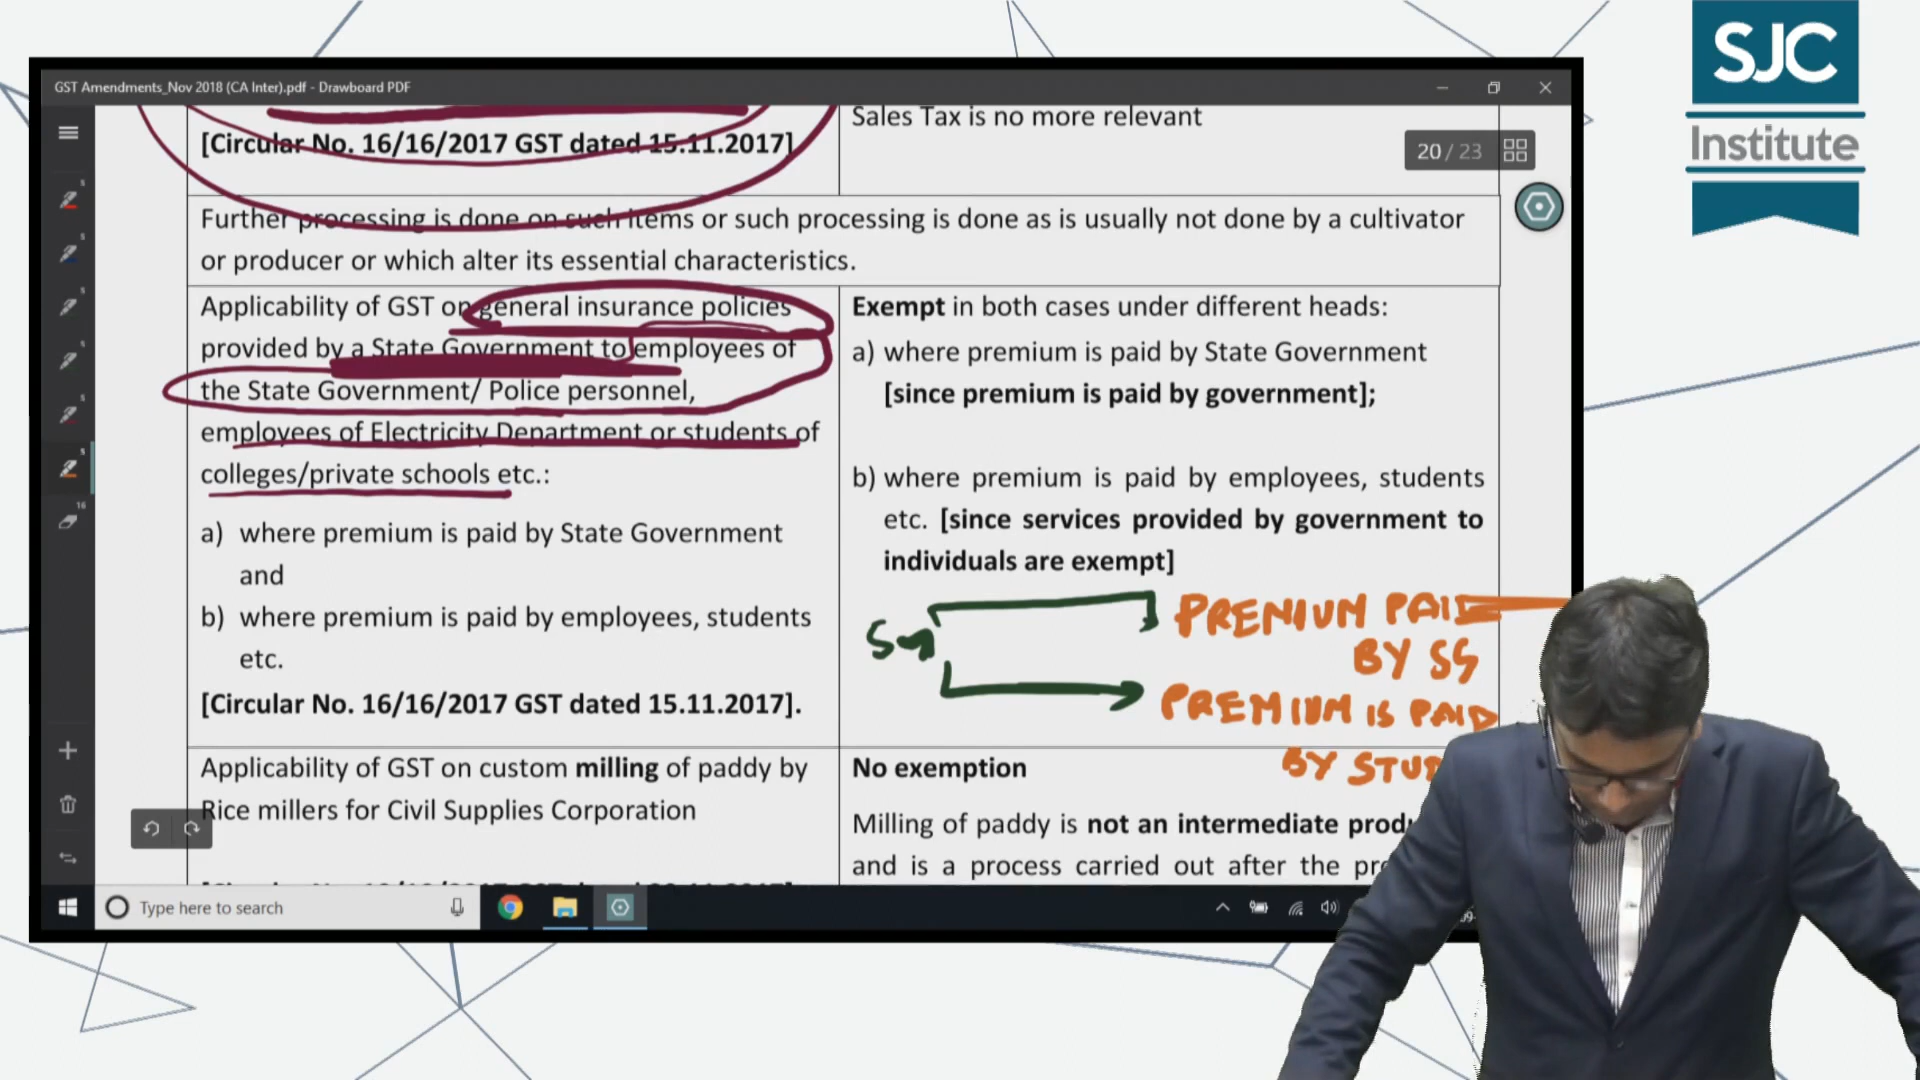 SJC
Institute
GST Amendments_Nov 2018 (CA Inter).pdf - Drawboard PDF
20 / 23
[Circular No. 16/16/2017 GST dated 15.11.2017]
Sales Tax is no more relevant
Further processing is done on such items or such processing is done as is usually not done by a cultivator
or producer or which alter its essential characteristics.
Applicability of GST on general insurance policies
provided by a State Government to employees of
the State Government/ Police personnel,
employees of Electricity Department or students of
colleges/private schools etc.:
a) where premium is paid by State Government
and
b) where premium is paid by employees, students
etc.
[Circular No. 16/16/2017 GST dated 15.11.2017].
Exempt in both cases under different heads:
a) where premium is paid by State Government
[since premium is paid by government];
b) where premium is paid by employees, students
etc. [since services provided by government to
individuals are exempt]
PREMIUM PAID
BY SG
PREMIUM IS PAID
BY STUD
Applicability of GST on custom milling of paddy by
Rice millers for Civil Supplies Corporation
No exemption
Milling of paddy is not an intermediate
and is a process carried out after the
5
5
5
5
5
5
16
Type here to search